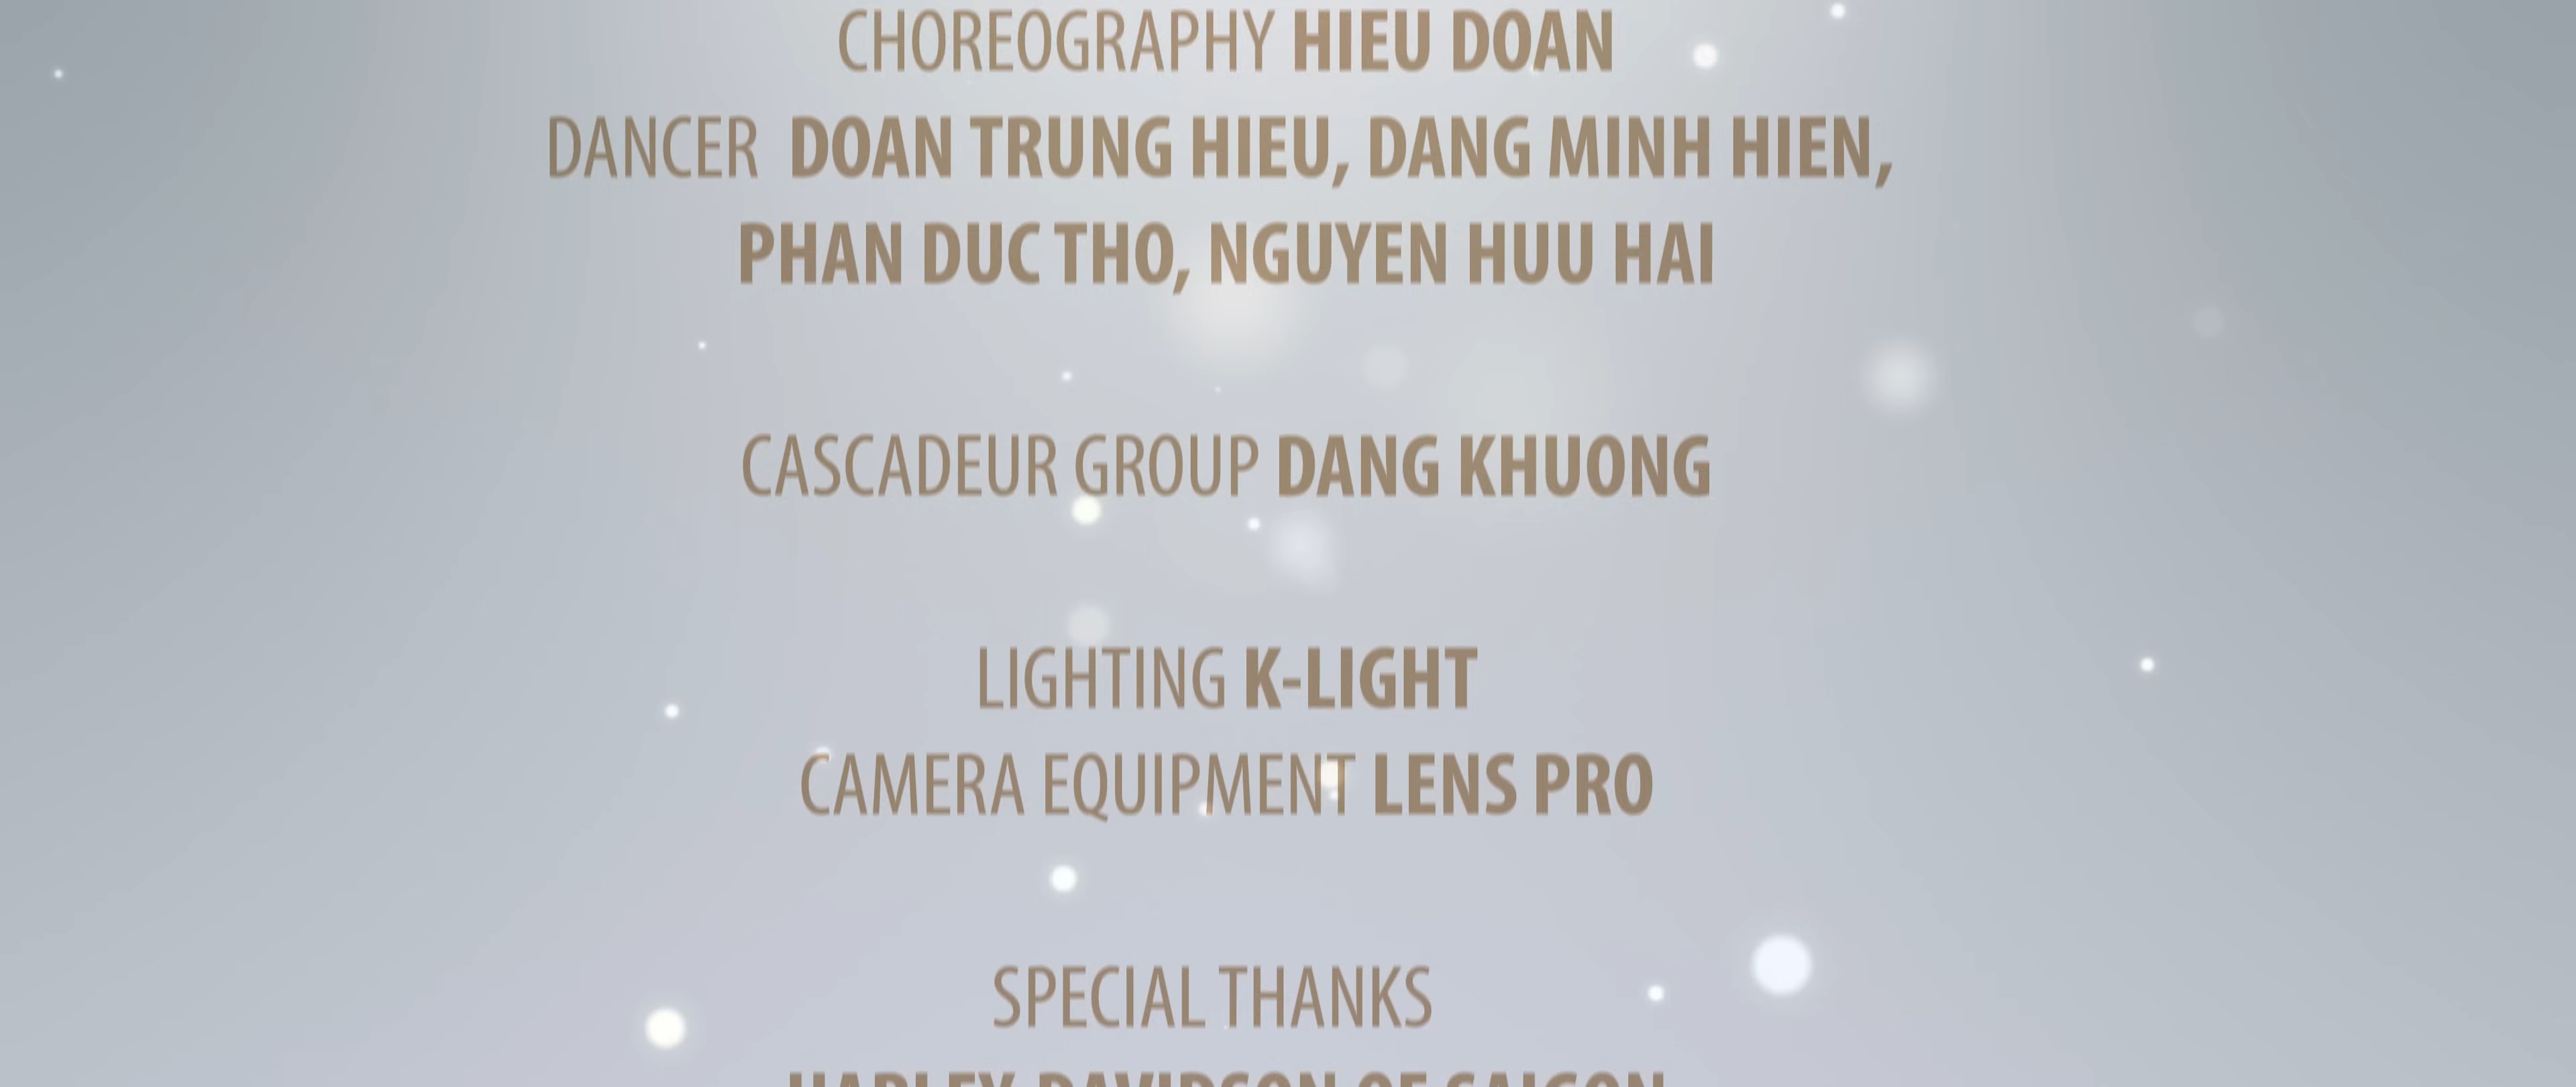 CHOREOGRAPHY HIEU DOAN
DANCER DOAN TRUNG HIEU, DANG MINH HIEN,
PHAN DUC THO, NGUYEN HUU HAI
CASCADEUR GROUP DANG KHUONG
LIGHTING K-LIGHT
CAMERA EQUIPMENT LENS PRO
SPECIAL THANKS
HARLEY-DAVIDSON OF SAIGON